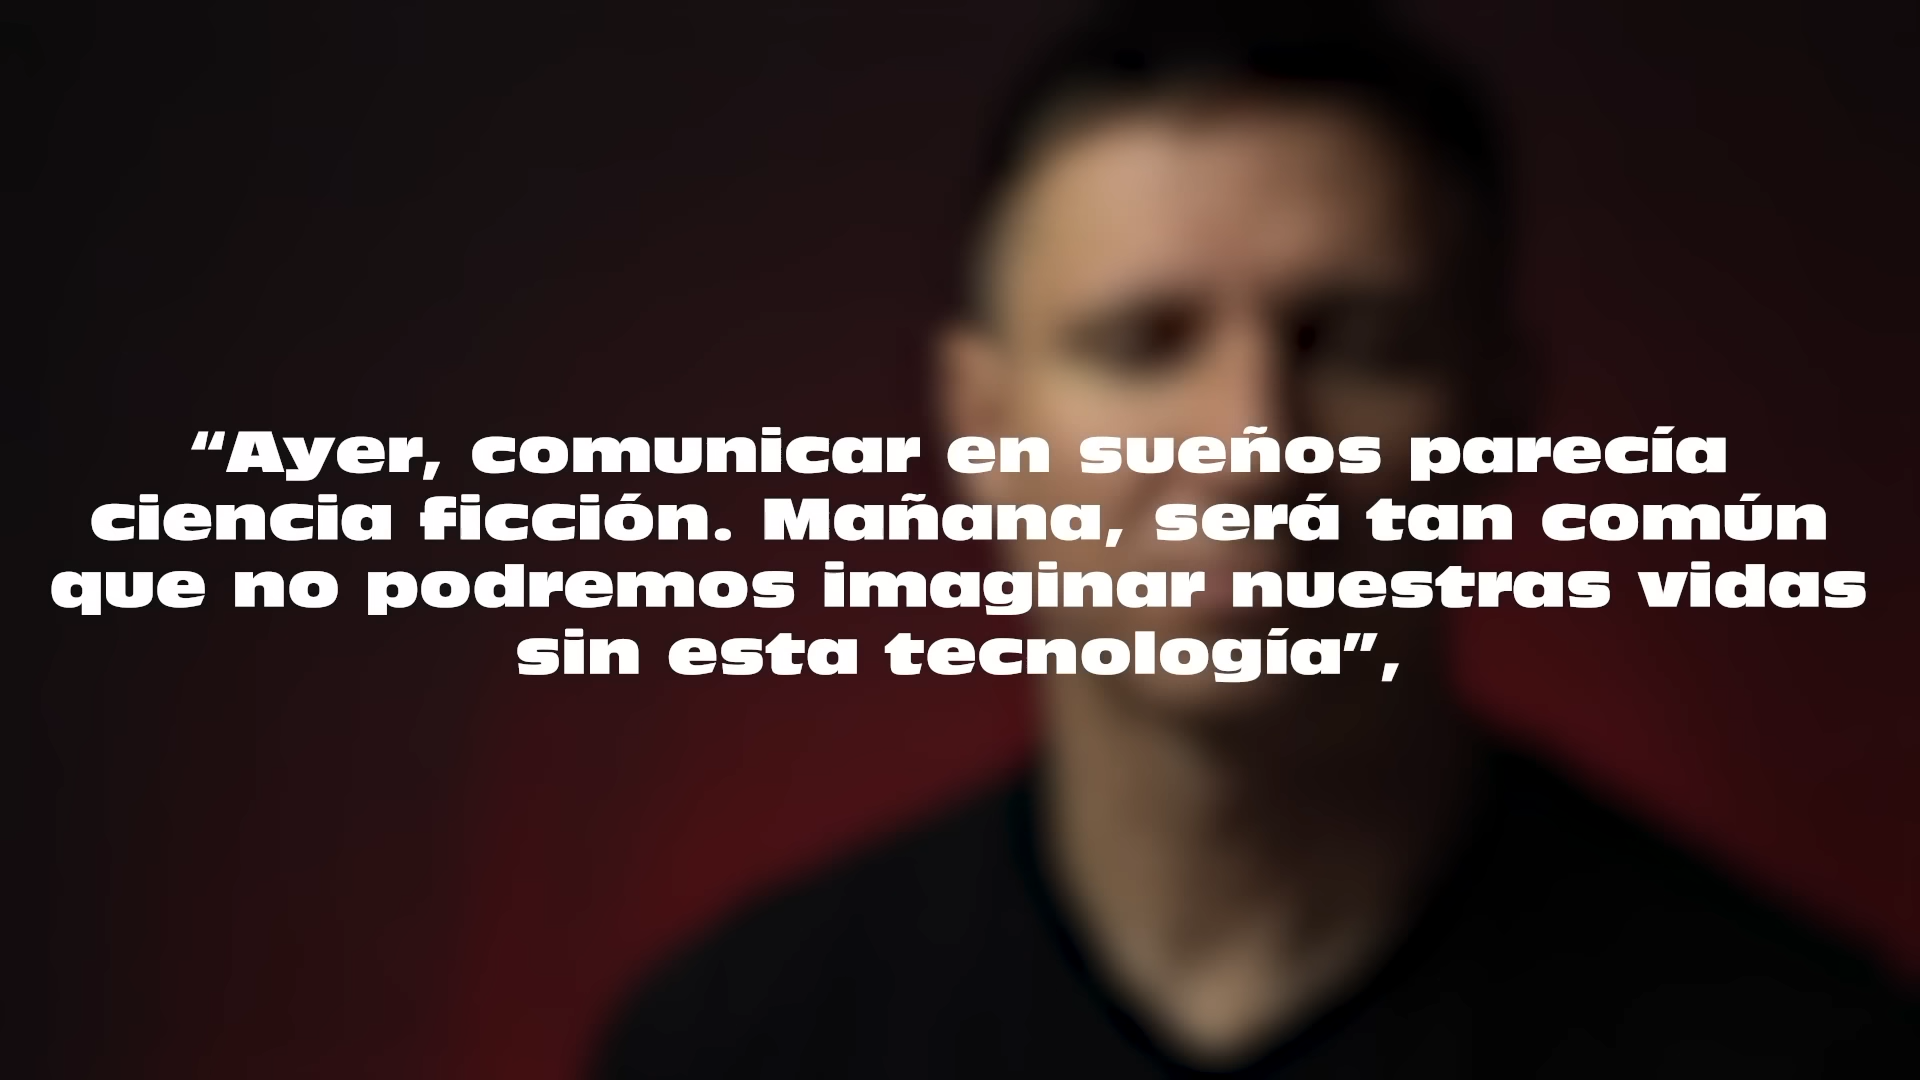 “Ayer, comunicar en sueños parecía
ciencia ficción. Mañana, será tan común
que no podremos imaginar nuestras vidas
sin esta tecnología”,